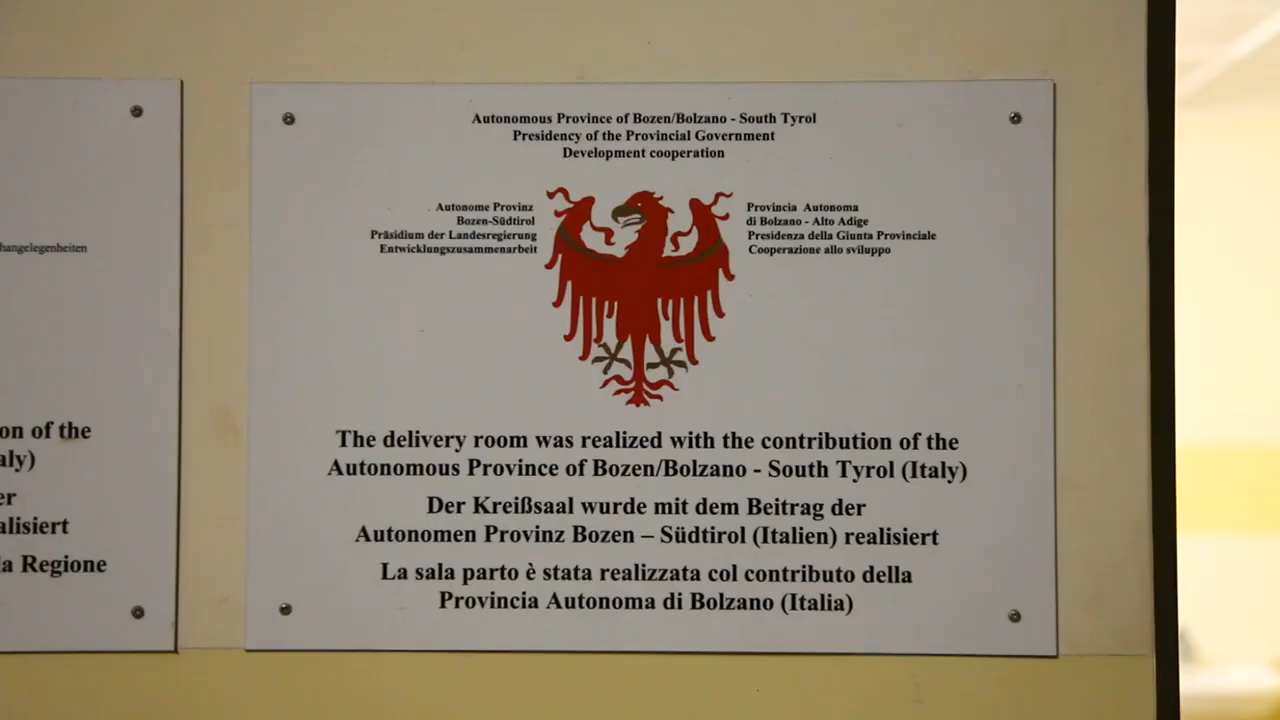 hangelegenheiten
on of the
aly)
er
alisiert
la Regione
Autonomous Province of Bozen/Bolzano - South Tyrol
Presidency of the Provincial Government
Development cooperation
Autonome Provinz
Bozen-Südtirol
Präsidium der Landesregierung
Entwicklungszusammenarbeit
Provincia Autonoma
di Bolzano - Alto Adige
Presidenza della Giunta Provinciale
Cooperazione allo sviluppo
The delivery room was realized with the contribution of the
Autonomous Province of Bozen/Bolzano - South Tyrol (Italy)
Der Kreißsaal wurde mit dem Beitrag der
Autonomen Provinz Bozen – Südtirol (Italien) realisiert
La sala parto è stata realizzata col contributo della
Provincia Autonoma di Bolzano (Italia)